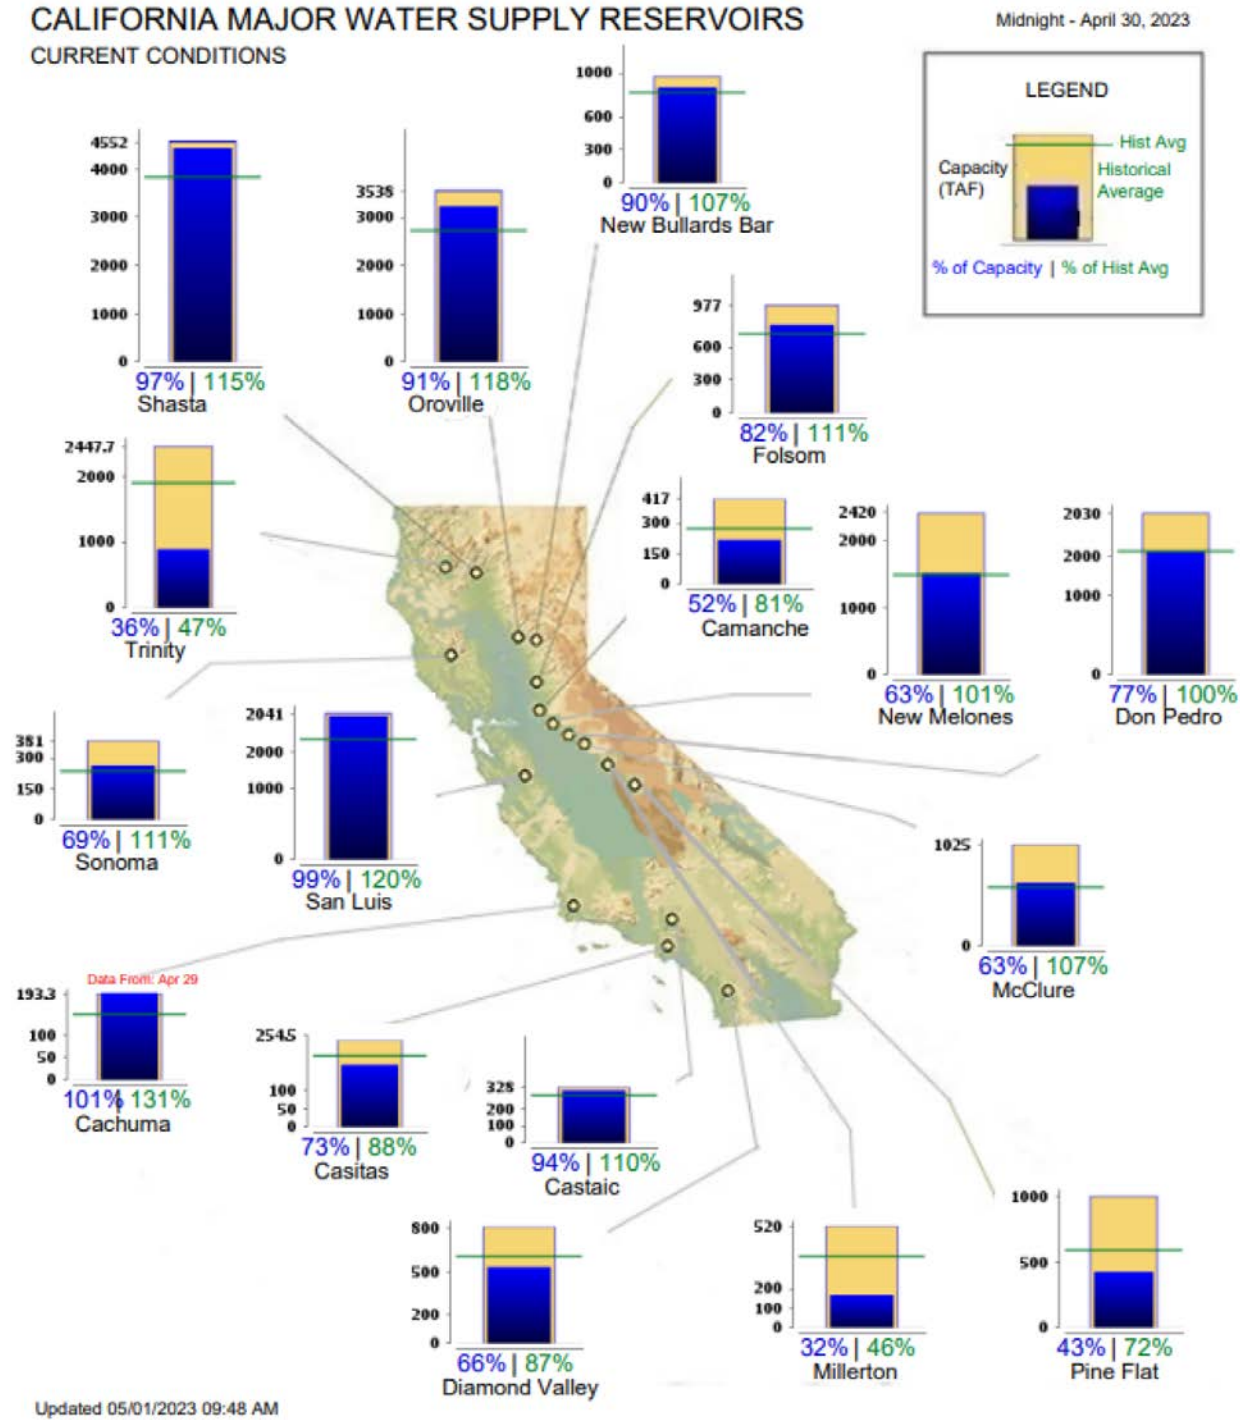 CALIFORNIA MAJOR WATER SUPPLY RESERVOIRS
Midnight - April 30, 2023
CURRENT CONDITIONS
LEGEND
Hist Avg
Capacity
(TAF)
Historical
Average
% of Capacity | % of Hist Avg
1000
600
300
0
90% | 107%
New Bullards Bar
4552
4000
3000
2000
1000
0
97% | 115%
Shasta
3538
3000
2000
1000
0
91% | 118%
Oroville
977
600
300
0
82% | 111%
Folsom
2447.7
2000
1000
0
36% | 47%
Trinity
417
300
150
0
52% | 81%
Camanche
2420
2000
1000
0
63% | 101%
New Melones
2030
2000
1000
0
77% | 100%
Don Pedro
381
300
150
0
69% | 111%
Sonoma
2041
2000
1000
0
99% | 120%
San Luis
1025
0
63% | 107%
McClure
Data From: Apr 29
193.3
100
50
0
101% | 131%
Cachuma
254.5
100
50
0
73% | 88%
Casitas
328
200
100
0
94% | 110%
Castaic
800
500
200
0
66% | 87%
Diamond Valley
520
200
100
0
32% | 46%
Millerton
1000
500
0
43% | 72%
Pine Flat
Updated 05/01/2023 09:48 AM